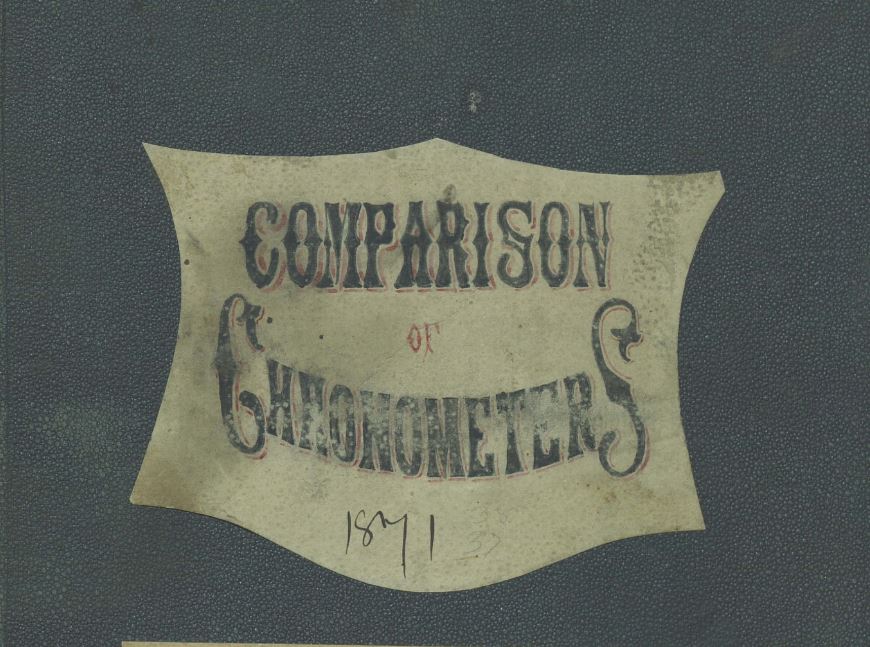 COMPARISON
OF
CHRONOMETERS
1871